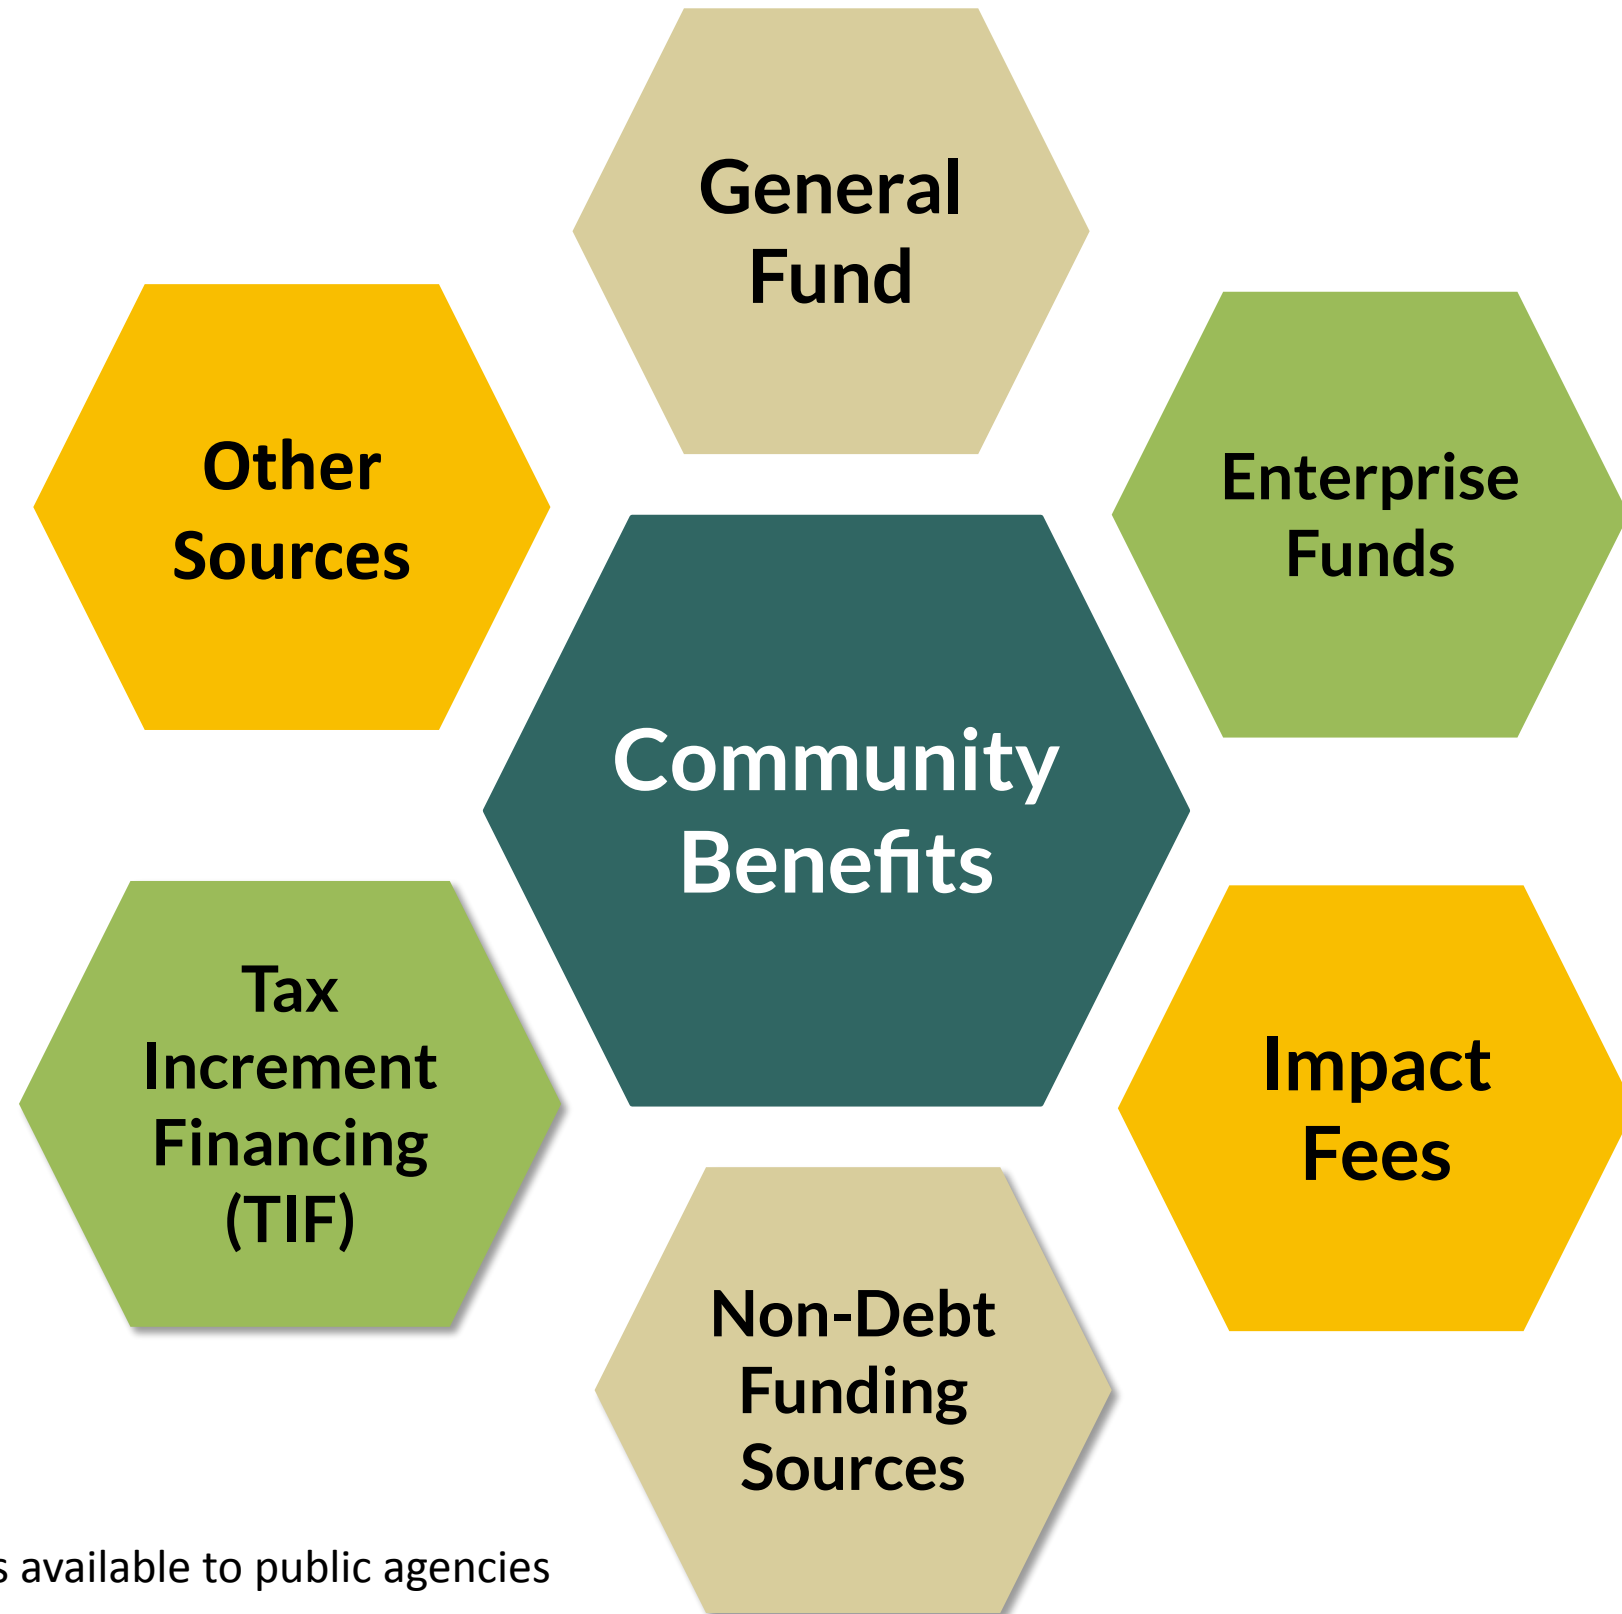 General
Fund
Other
Sources
Enterprise
Funds
Community
Benefits
Tax
Increment
Financing
(TIF)
Impact
Fees
Non-Debt
Funding
Sources
available to public agencies